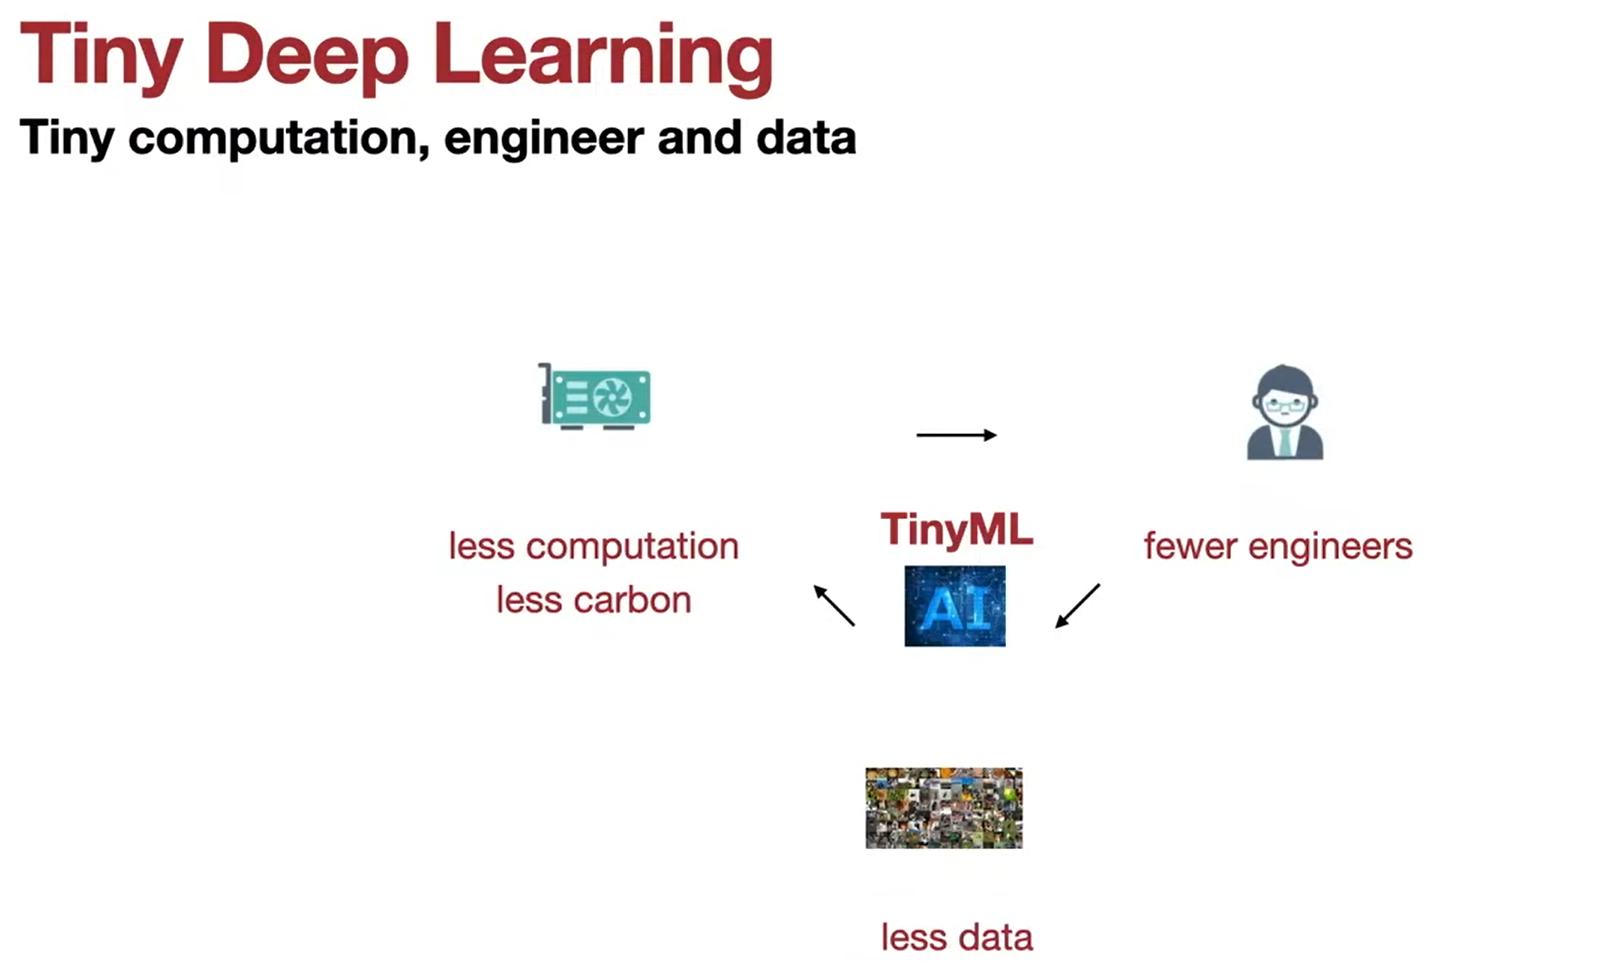 Tiny Deep Learning
Tiny computation, engineer and data
TinyML
less computation
less carbon
AI
fewer engineers
less data